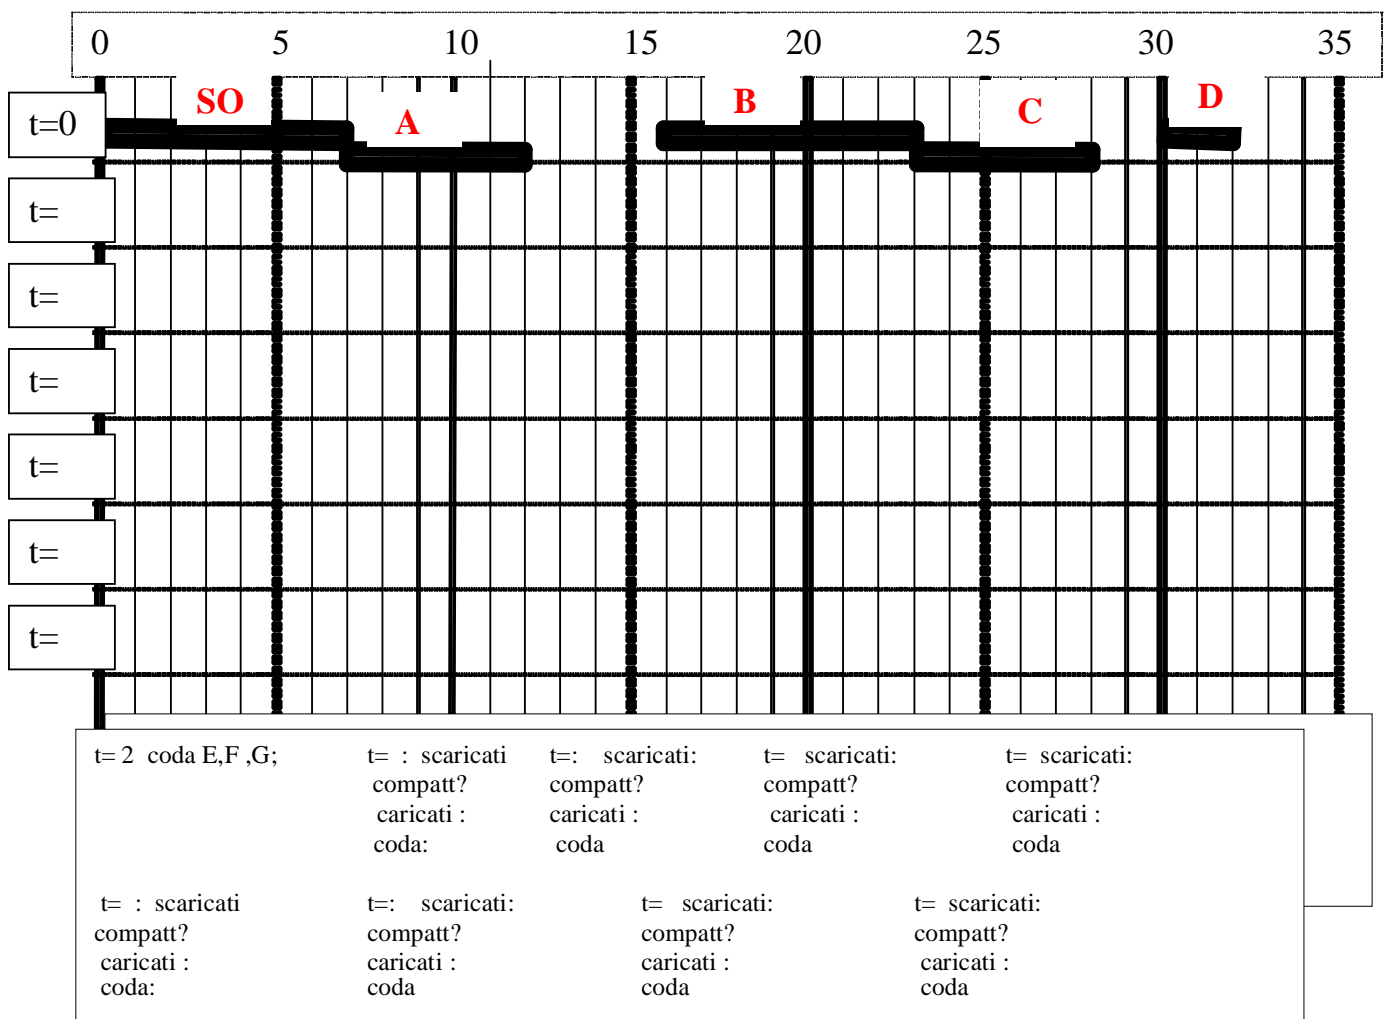 0 5 10 15 20 25 30 35
SO A B C D
t=0
t=
t=
t=
t=
t=
t=
t= 2 coda E,F ,G; t= : scaricati t=: scaricati: t= scaricati: t= scaricati:
compatt? compatt? compatt? compatt?
caricati : caricati : caricati : caricati :
coda: coda coda coda
t= : scaricati t=: scaricati: t= scaricati: t= scaricati:
compatt? compatt? compatt? compatt?
caricati : caricati : caricati : caricati :
coda: coda coda coda